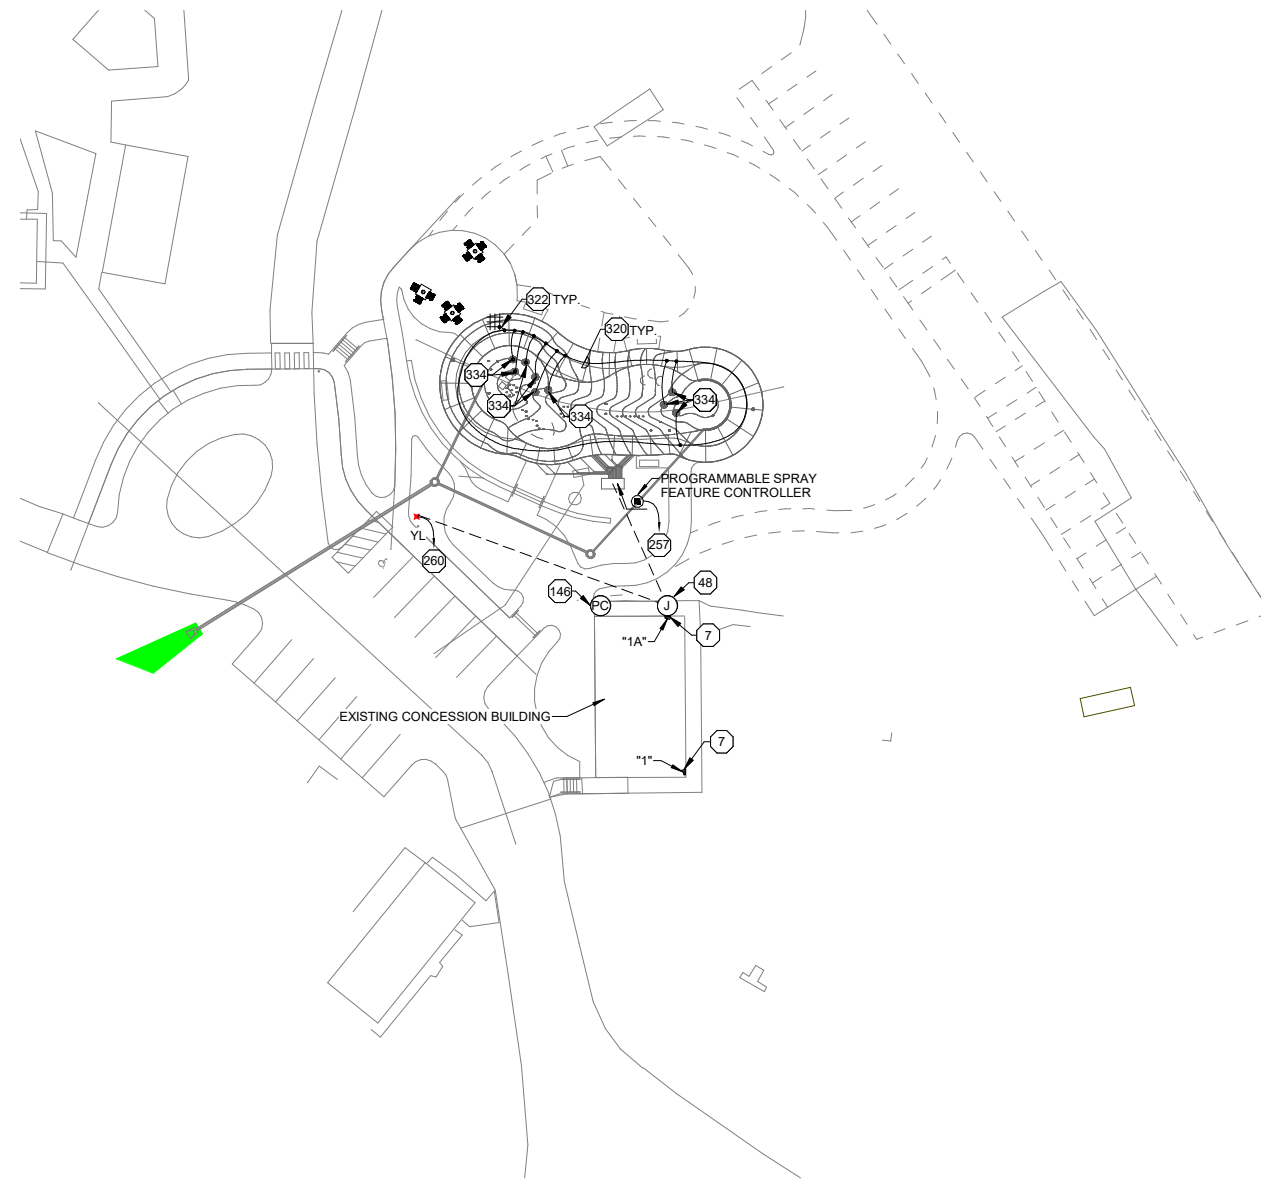 322 TYP.
320 TYP.
334
334
334
334
PROGRAMMABLE SPRAY
FEATURE CONTROLLER
YL
260
257
146
PC
J
48
"1A"
7
EXISTING CONCESSION BUILDING
"1"
7